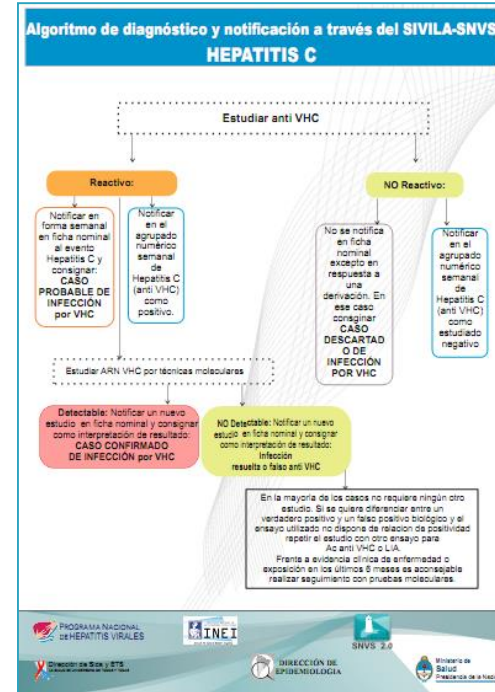 Algoritmo de diagnóstico y notificación a través del SIVILA-SNVS
HEPATITIS C
Estudiar anti VHC
Reactivo:
NO Reactivo:
Notificar en
forma semanal
en ficha nominal
al evento
Hepatitis C y
consignar:
CASO
PROBABLE DE
INFECCIÓN
por VHC
Notificar
en el
agrupado
numérico
semanal
de
Hepatitis C
(anti VHC)
como
positivo.
No se notifica
en ficha
nominal
excepto en
respuesta a
una
derivación. En
ese caso
consginar
CASO
DESCARTAD
O DE
INFECCIÓN
POR VHC
Notificar
en el
agrupado
numérico
semanal
de
Hepatitis C
(anti VHC)
como
estudiado
negativo
Estudiar ARN VHC por técnicas moleculares
Detectable: Notificar un nuevo
estudio en ficha nominal y consignar
como interpretación de resultado:
CASO CONFIRMADO
DE INFECCIÓN por VHC
NO Detectable: Notificar un nuevo
estudio en ficha nominal y consignar
como interpretación de resultado:
Infección
resuelta o falso anti VHC
En la mayoría de los casos no requiere ningún otro
estudio. Si se quiere diferenciar entre un
verdadero positivo y un falso positivo biológico y el
ensayo utilizado no dispone de relacion de positividad
repetir el estudio con otro ensayo para
Ac anti VHC o LIA.
Frente a evidencia clínica de enfermedad o
exposición en los últimos 6 meses es aconsejable
realizar seguimiento con pruebas moleculares.
PROGRAMA NACIONAL
DE HEPATITIS VIRALES
INEI
SNVS 2.0
Dirección de Sida y ETS
DIRECCIÓN DE
EPIDEMIOLOGIA
Ministerio de
Salud
Presidencia de la Nación